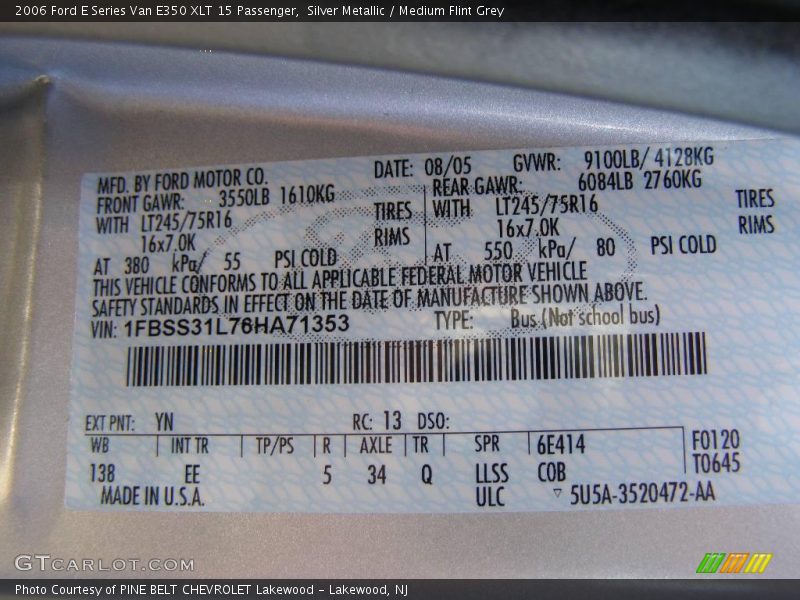 2006 Ford E Series Van E350 XLT 15 Passenger,  Silver Metallic / Medium Flint Grey
MFD. BY FORD MOTOR CO. DATE: 08/05 GVWR: 9100LB/ 4128KG
FRONT GAWR: 3550LB 1610KG REAR GAWR: 6084LB 2760KG
WITH LT245/75R16 TIRES WITH LT245/75R16 TIRES
16x7.0K RIMS 16x7.0K RIMS
AT 380 kPa/ 55 PSI COLD AT 550 kPa/ 80 PSI COLD
THIS VEHICLE CONFORMS TO ALL APPLICABLE FEDERAL MOTOR VEHICLE
SAFETY STANDARDS IN EFFECT ON THE DATE OF MANUFACTURE SHOWN ABOVE.
VIN: 1FBSS31L76HA71353 TYPE: Bus (Not school bus)
EXT PNT: YN RC: 13 DSO:
WB INT TR TP/PS R AXLE TR SPR 6E414 F0120
138 EE 5 34 Q LLSS COB T0645
MADE IN U.S.A. ULC ▽ 5U5A-3520472-AA
GTCarLot.com
Photo Courtesy of PINE BELT CHEVROLET Lakewood - Lakewood, NJ